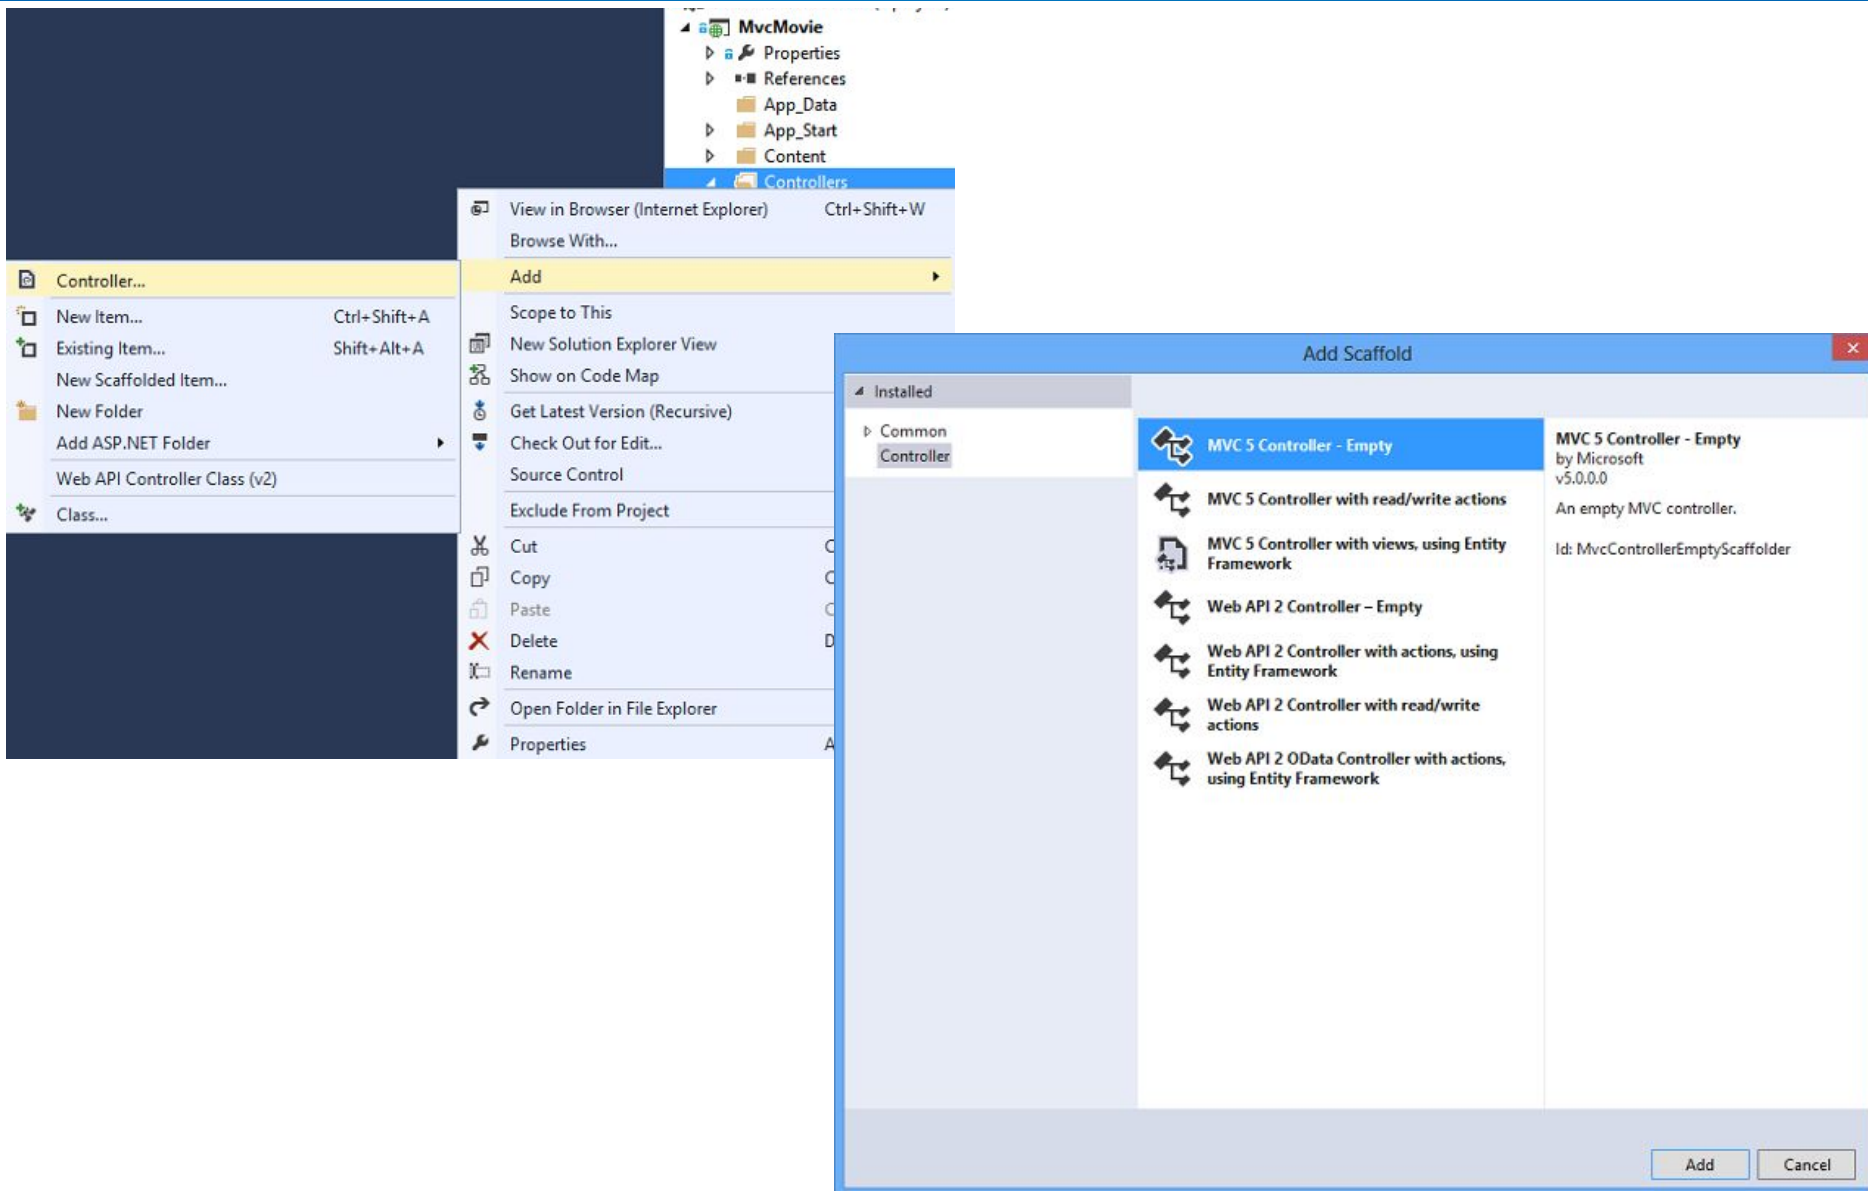 MvcMovie
Properties
References
App_Data
App_Start
Content
Controllers
View in Browser (Internet Explorer) Ctrl+Shift+W
Browse With...
Add
Scope to This
New Solution Explorer View
Show on Code Map
Get Latest Version (Recursive)
Check Out for Edit...
Source Control
Exclude From Project
Cut C
Copy C
Paste C
Delete D
Rename
Open Folder in File Explorer
Properties A
Controller...
New Item... Ctrl+Shift+A
Existing Item... Shift+Alt+A
New Scaffolded Item...
New Folder
Add ASP.NET Folder
Web API Controller Class (v2)
Class...
Add Scaffold
Installed
Common
Controller
MVC 5 Controller - Empty
MVC 5 Controller with read/write actions
MVC 5 Controller with views, using Entity
Framework
Web API 2 Controller – Empty
Web API 2 Controller with actions, using
Entity Framework
Web API 2 Controller with read/write
actions
Web API 2 OData Controller with actions,
using Entity Framework
MVC 5 Controller - Empty
by Microsoft
v5.0.0.0
An empty MVC controller.
Id: MvcControllerEmptyScaffolder
Add
Cancel